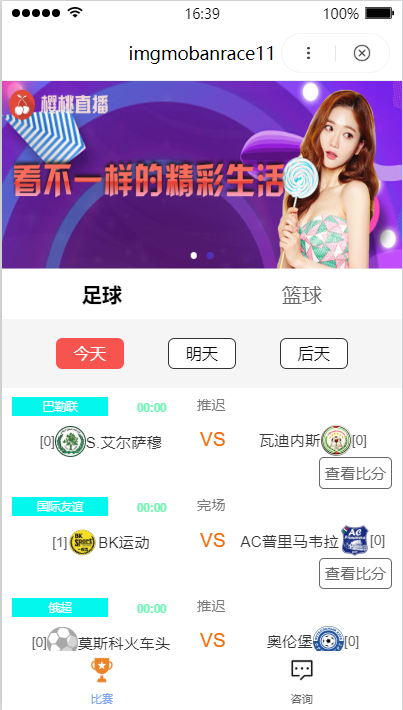 16:39
100%
imgmobanrace11
樱桃直播
看不一样的精彩生活
足球
篮球
今天
明天
后天
巴勒联
00:00
推迟
[0]S.艾尔萨穆
VS
瓦迪内斯[0]
查看比分
国际友谊
00:00
完场
[1]BK运动
VS
AC普里马韦拉[0]
查看比分
俄超
00:00
推迟
[0]莫斯科火车头
VS
奥伦堡[0]
比赛
咨询